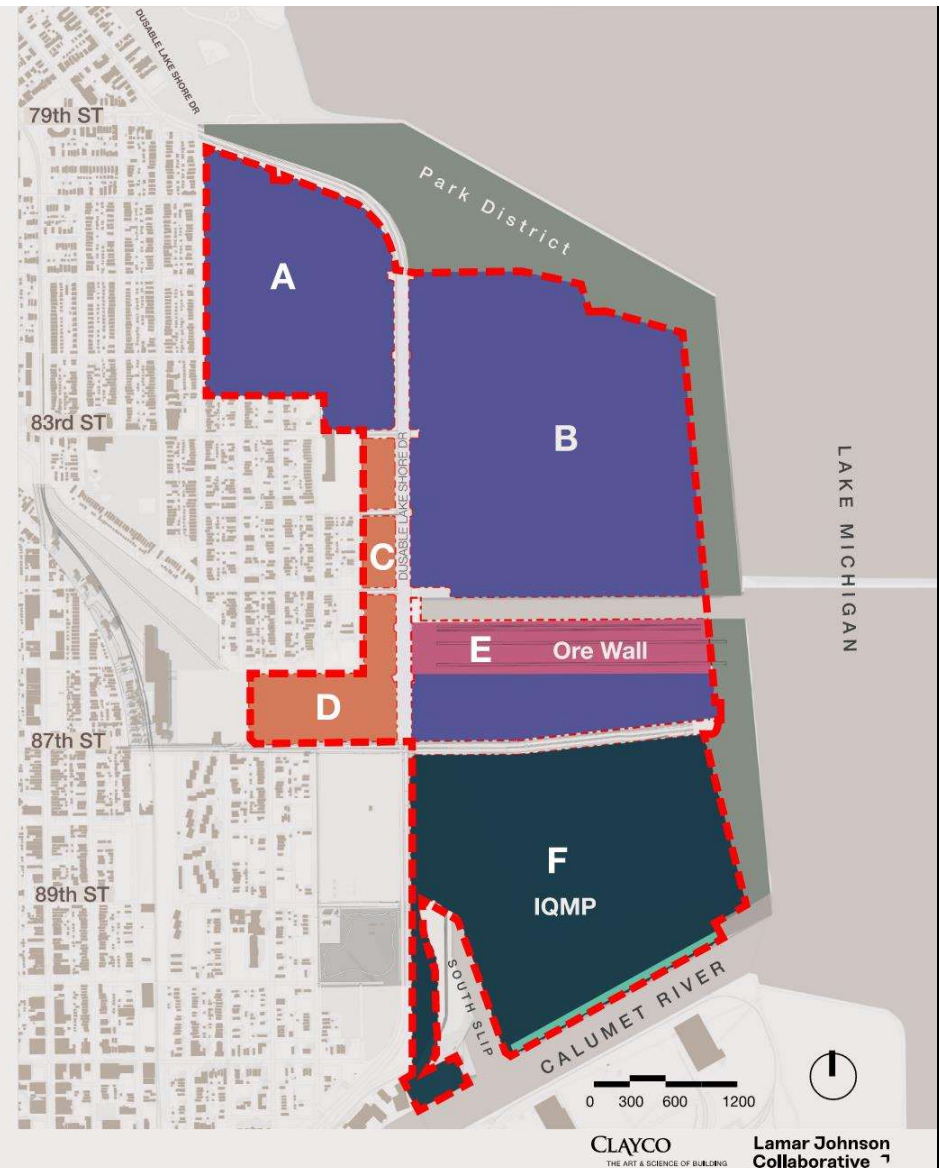 DUSABLE LAKE SHORE DR
79th ST
Park District
A
83rd ST
B
DUSABLE LAKE SHORE DR
LAKE MICHIGAN
C
E
Ore Wall
D
87th ST
F
IQMP
89th ST
SOUTH SLIP
CALUMET RIVER
0 300 600 1200
CLAYCO
THE ART & SCIENCE OF BUILDING
Lamar Johnson
Collaborative